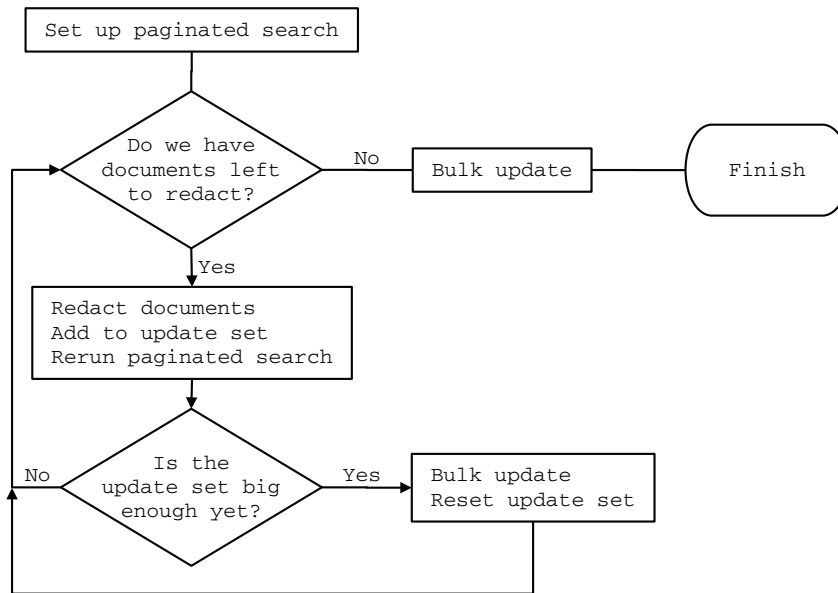 Set up paginated search
Do we have
documents left
to redact?
No
Bulk update
Finish
Yes
Redact documents
Add to update set
Rerun paginated search
No
Is the
update set big
enough yet?
Yes
Bulk update
Reset update set